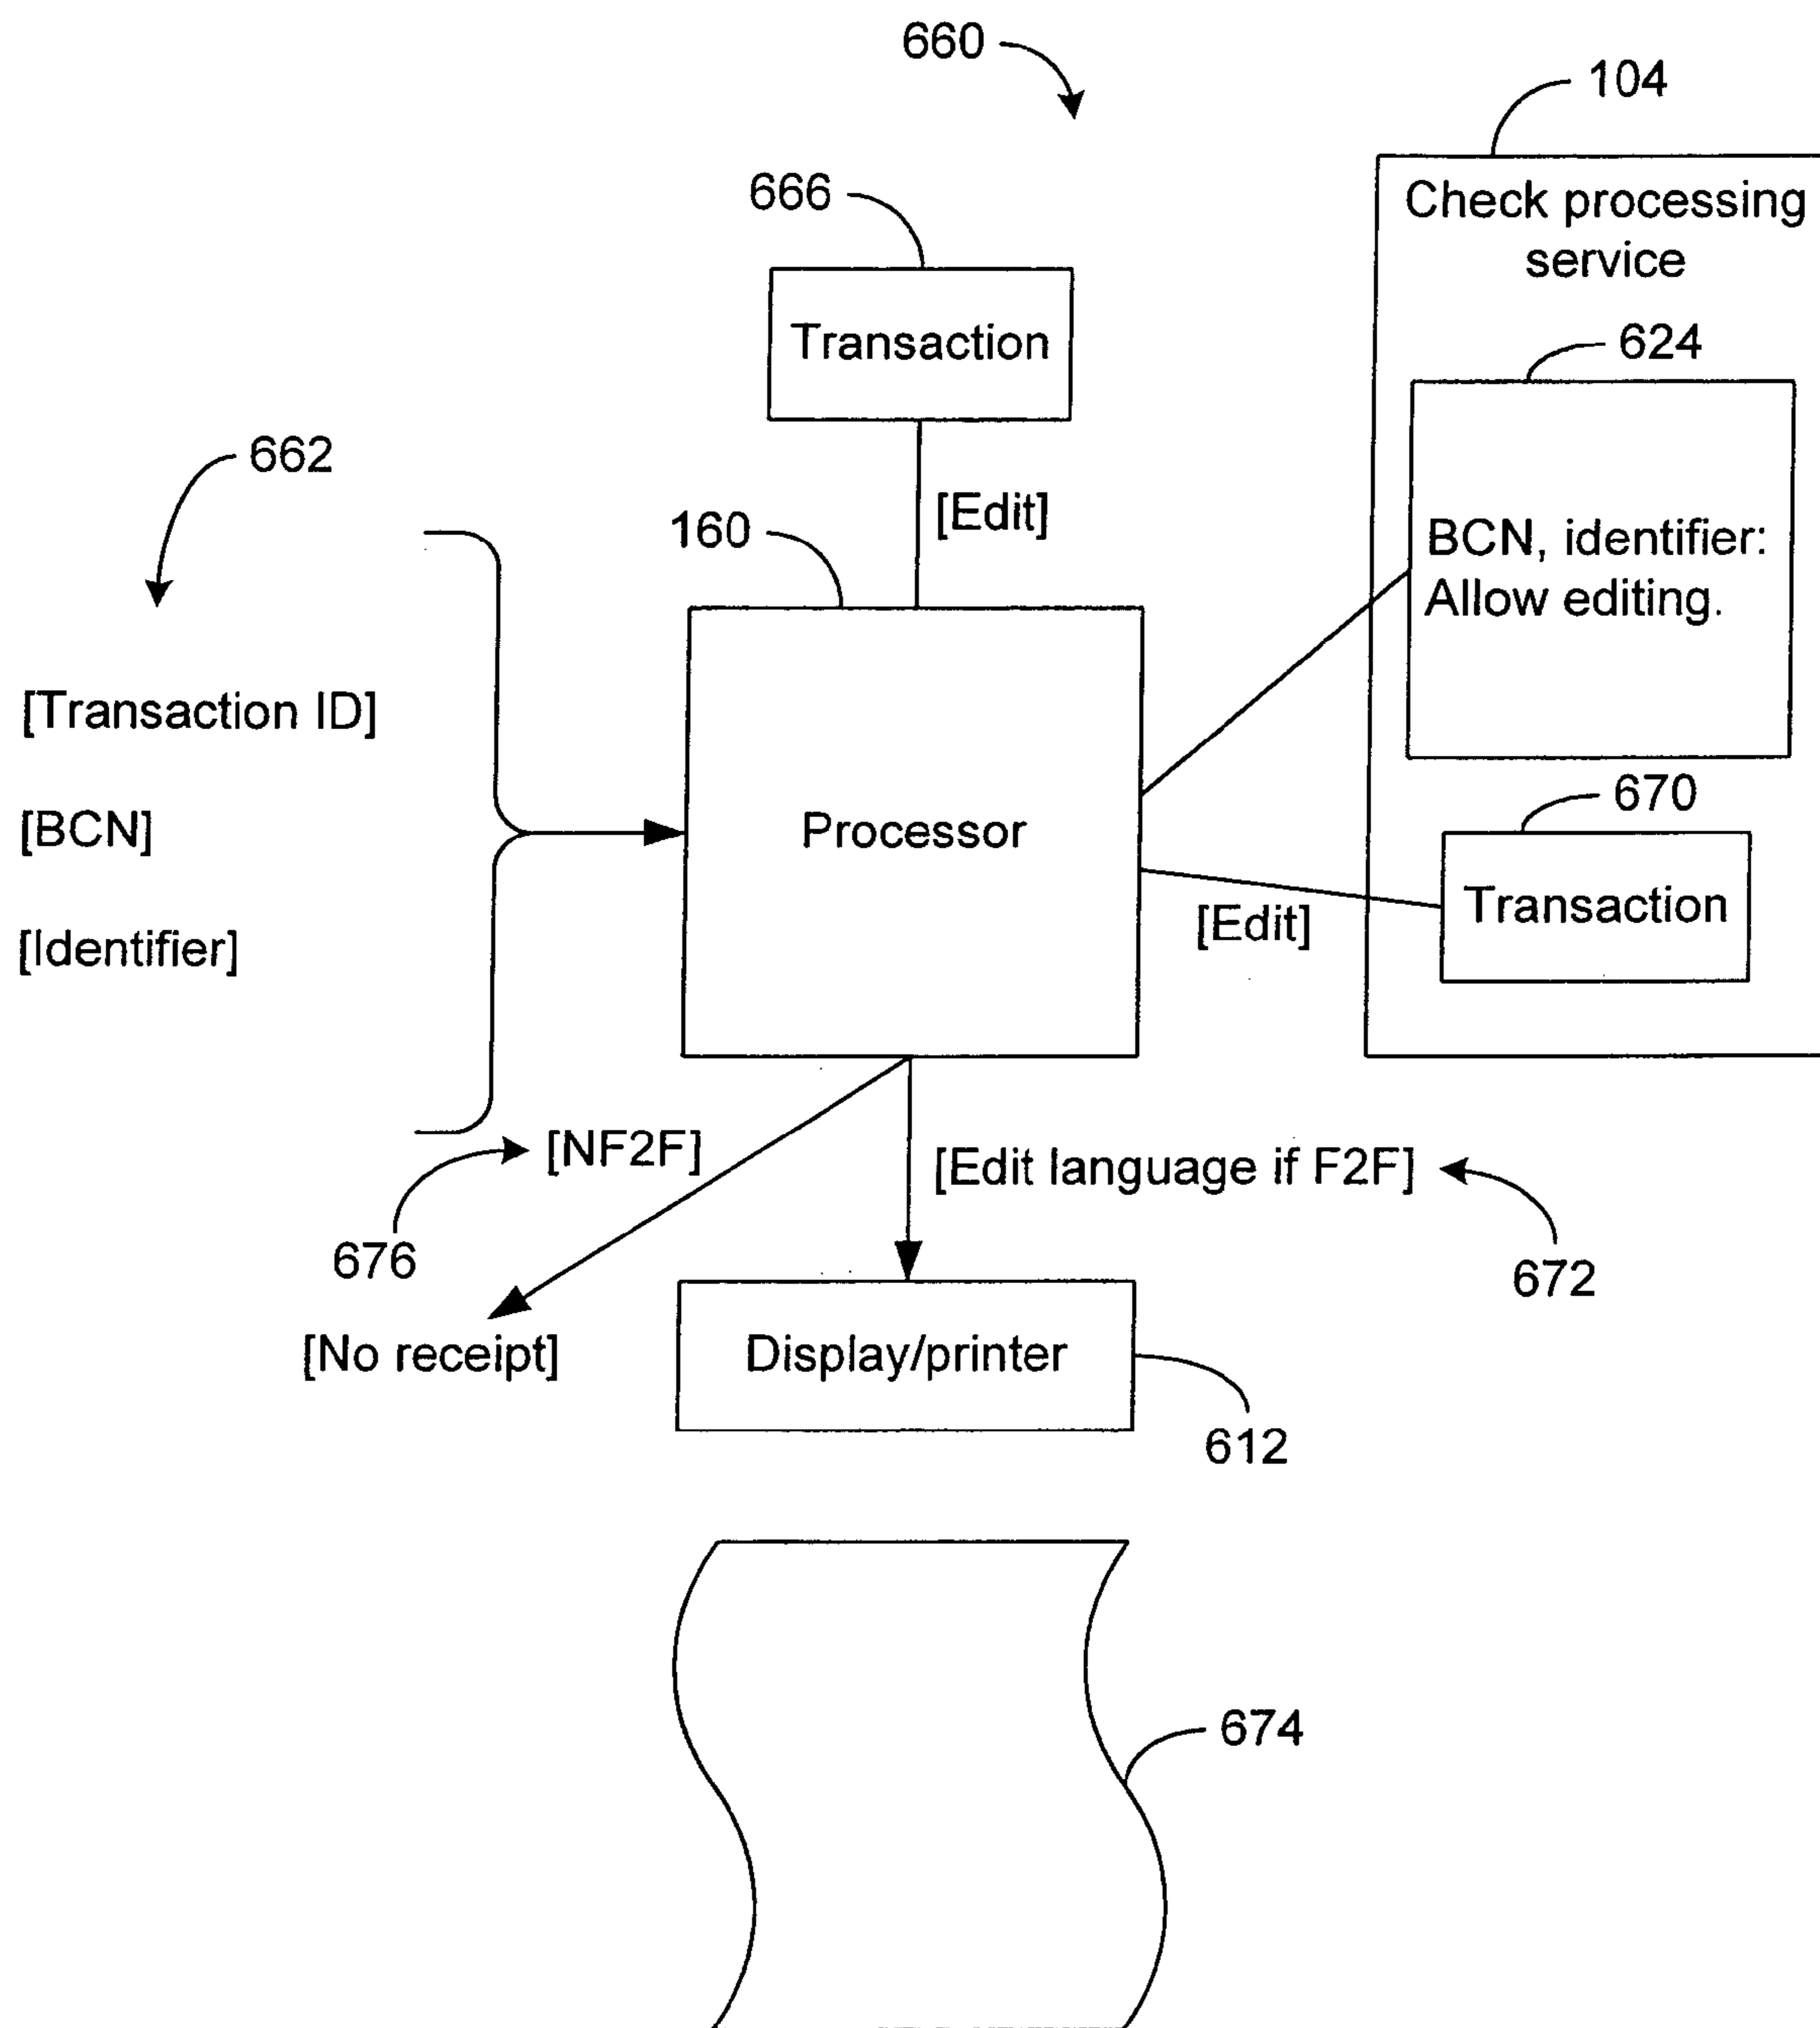 660
104
Check processing
service
666
Transaction
624
662
[Edit]
160
BCN, identifier:
Allow editing.
[Transaction ID]
[BCN]
[Identifier]
Processor
670
Transaction
[Edit]
[NF2F]
[Edit language if F2F]
676
672
[No receipt]
Display/printer
612
674